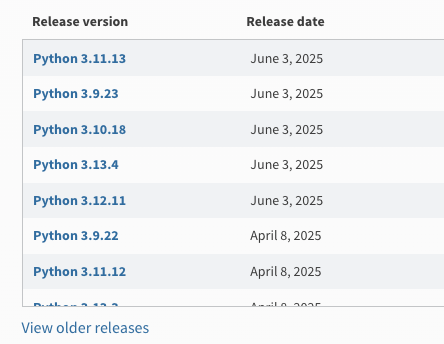 Release version Release date
Python 3.11.13 June 3, 2025
Python 3.9.23 June 3, 2025
Python 3.10.18 June 3, 2025
Python 3.13.4 June 3, 2025
Python 3.12.11 June 3, 2025
Python 3.9.22 April 8, 2025
Python 3.11.12 April 8, 2025
View older releases